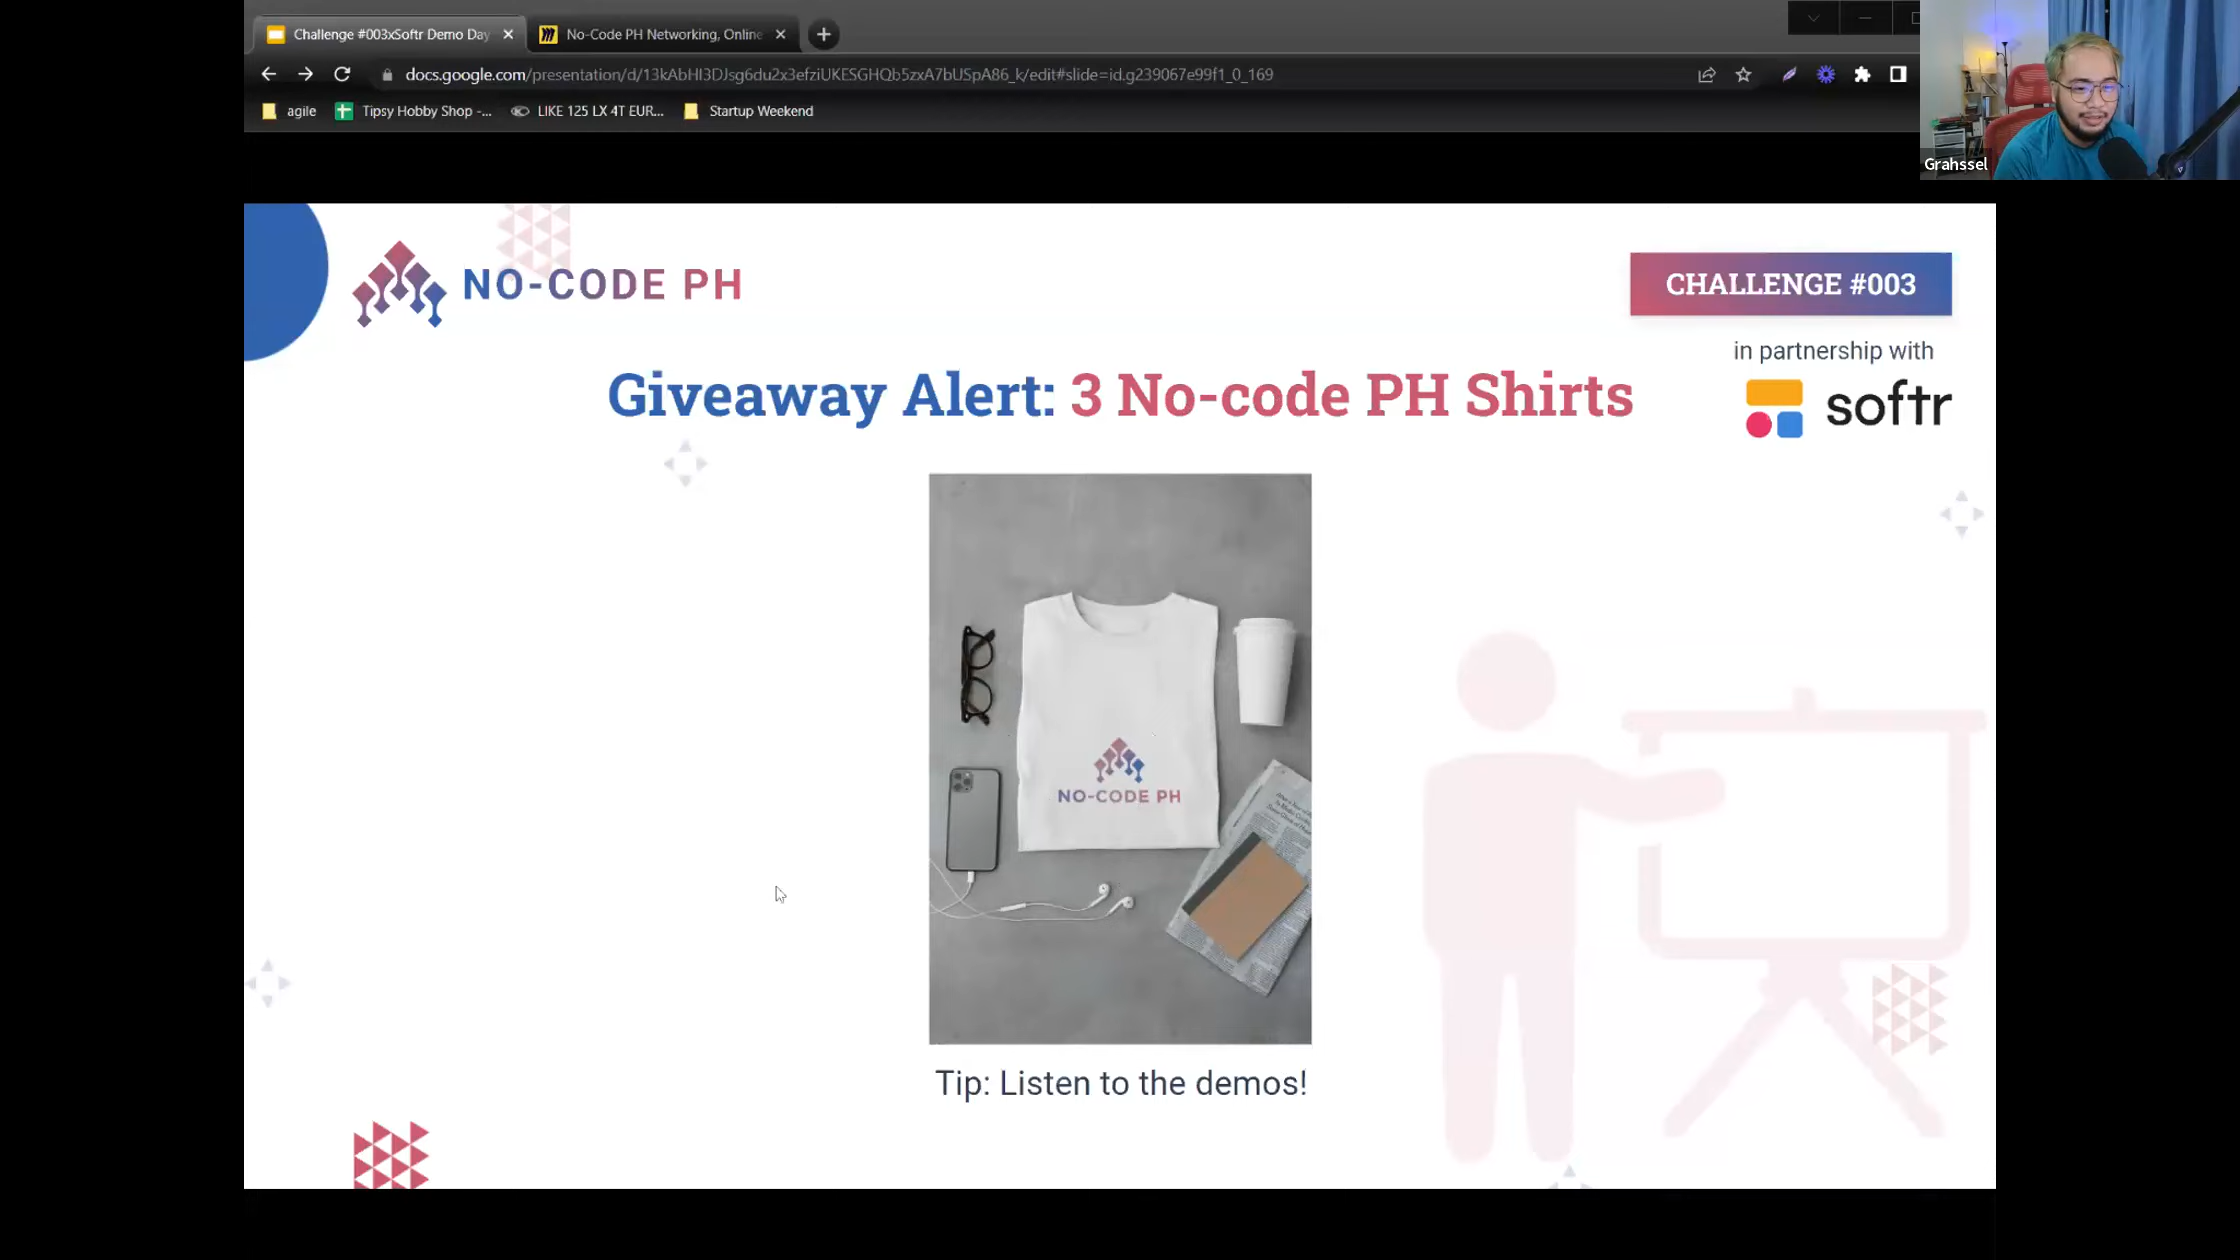 Challenge #003xSoftr Demo Day
No-Code PH Networking, Online
docs.google.com/presentation/d/13kAbHI3DJsg6du2x3efziUKESGHQb5zxA7bUSpA86_k/edit#slide=id.g239067e99f1_0_169
agile
Tipsy Hobby Shop -...
LIKE 125 LX 4T EUR...
Startup Weekend
Grahssel
NO-CODE PH
CHALLENGE #003
in partnership with
softr
Giveaway Alert: 3 No-code PH Shirts
NO-CODE PH
Tip: Listen to the demos!